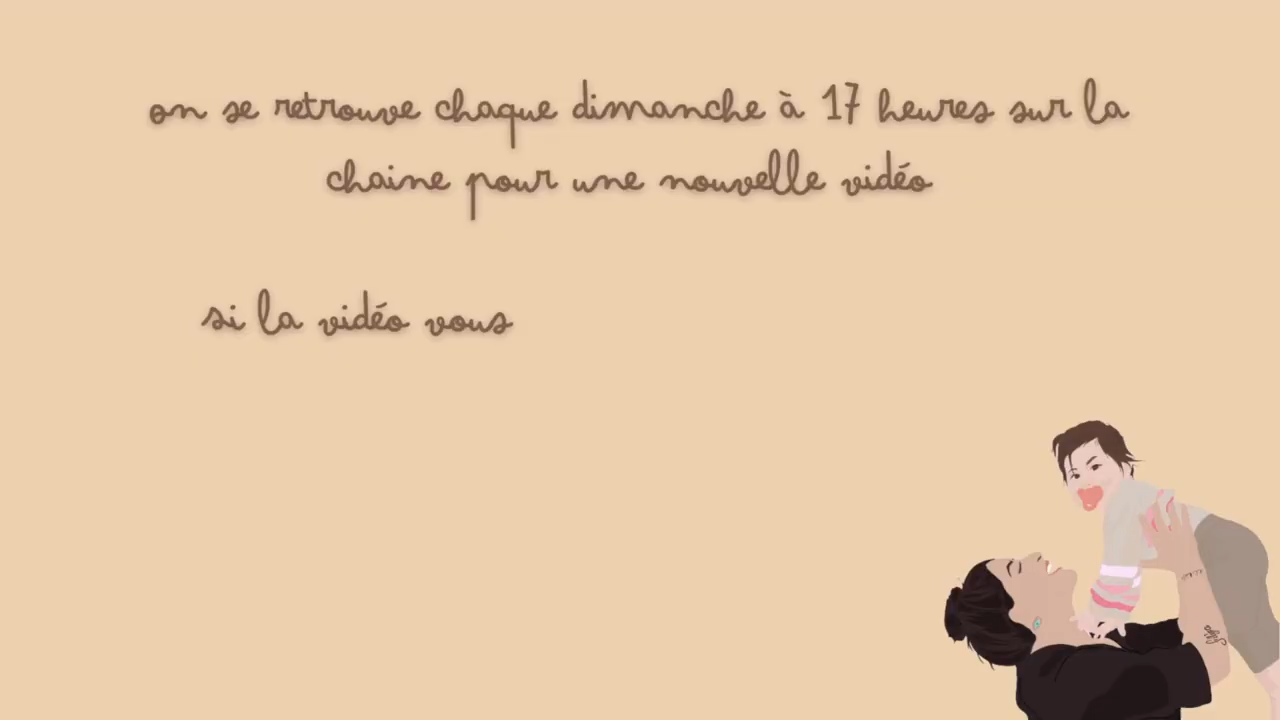 on se retrouve chaque dimanche à 17 heures sur la
chaine pour une nouvelle vidéo
si la vidéo vous